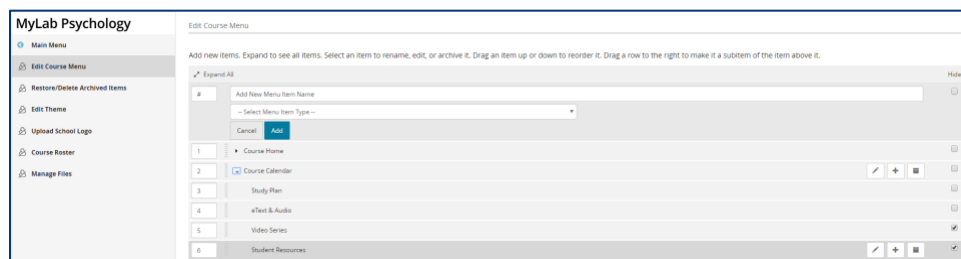 MyLab Psychology
Main Menu
Edit Course Menu
Restore/Delete Archived Items
Edit Theme
Upload School Logo
Course Roster
Manage Files
Edit Course Menu
Add new items. Expand to see all items. Select an item to rename, edit, or archive it. Drag an item up or down to reorder it. Drag a row to the right to make it a subitem of the item above it.
Expand All
Hide
# Add New Menu Item Name
-- Select Menu Item Type --
Cancel Add
1 Course Home
2 Course Calendar
3 Study Plan
4 eText & Audio
5 Video Series
6 Student Resources